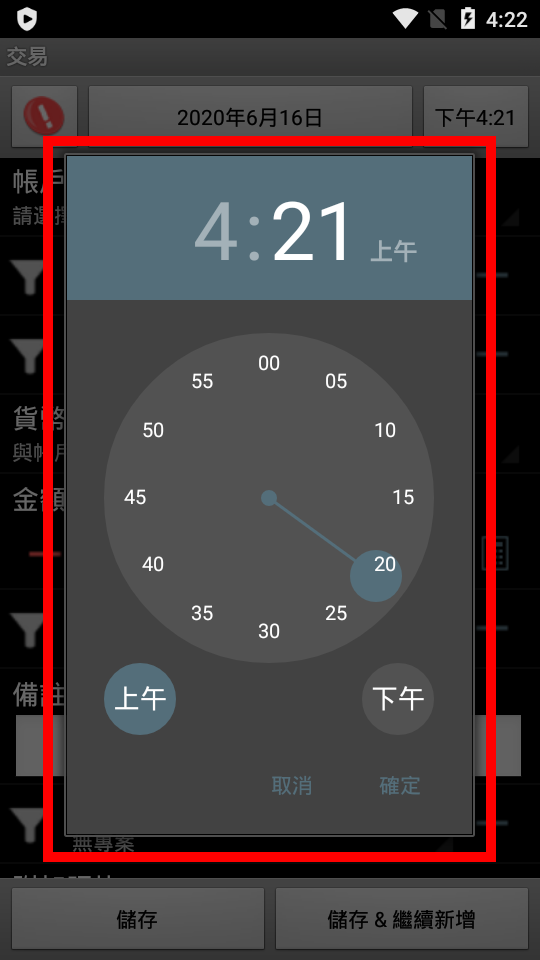 4:22
交易
2020年6月16日
下午4:21
4:21 上午
帳戶
請選擇
00
05
10
15
20
25
30
35
40
45
50
55
貨幣
與帳戶
金額
上午
下午
備註
取消
確定
無專案
儲存
儲存 & 繼續新增